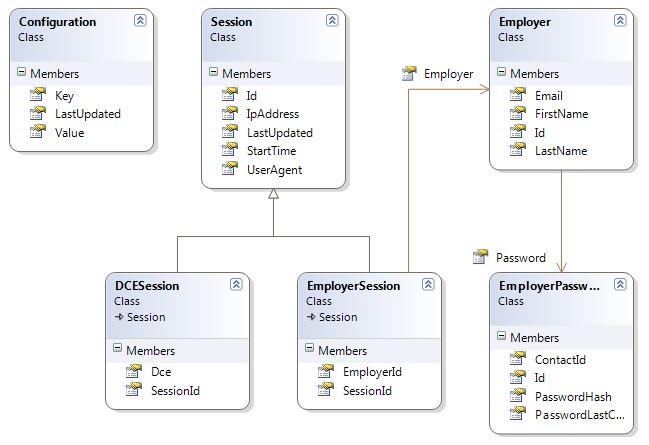 Configuration
Class
Members
Key
LastUpdated
Value
Session
Class
Members
Id
IpAddress
LastUpdated
StartTime
UserAgent
Employer
Employer
Class
Members
Email
FirstName
Id
LastName
Password
DCESession
Class
Session
Members
Dce
SessionId
EmployerSession
Class
Session
Members
EmployerId
SessionId
EmployerPassw...
Class
Members
ContactId
Id
PasswordHash
PasswordLastC...